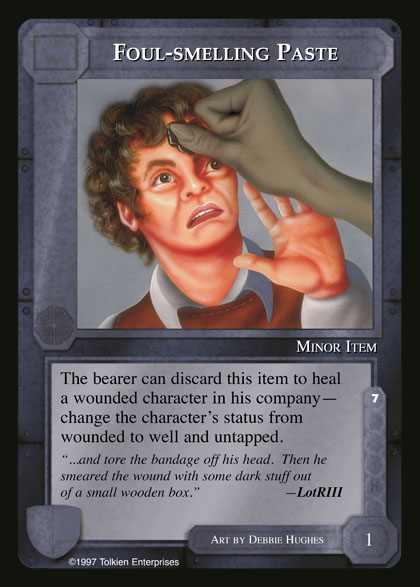 Foul-smelling Paste
Minor Item
The bearer can discard this item to heal
a wounded character in his company—
change the character's status from
wounded to well and untapped.
7
"...and tore the bandage off his head. Then he
smeared the wound with some dark stuff out
of a small wooden box."
—LotRIII
H
Art by Debbie Hughes
1
©1997 Tolkien Enterprises